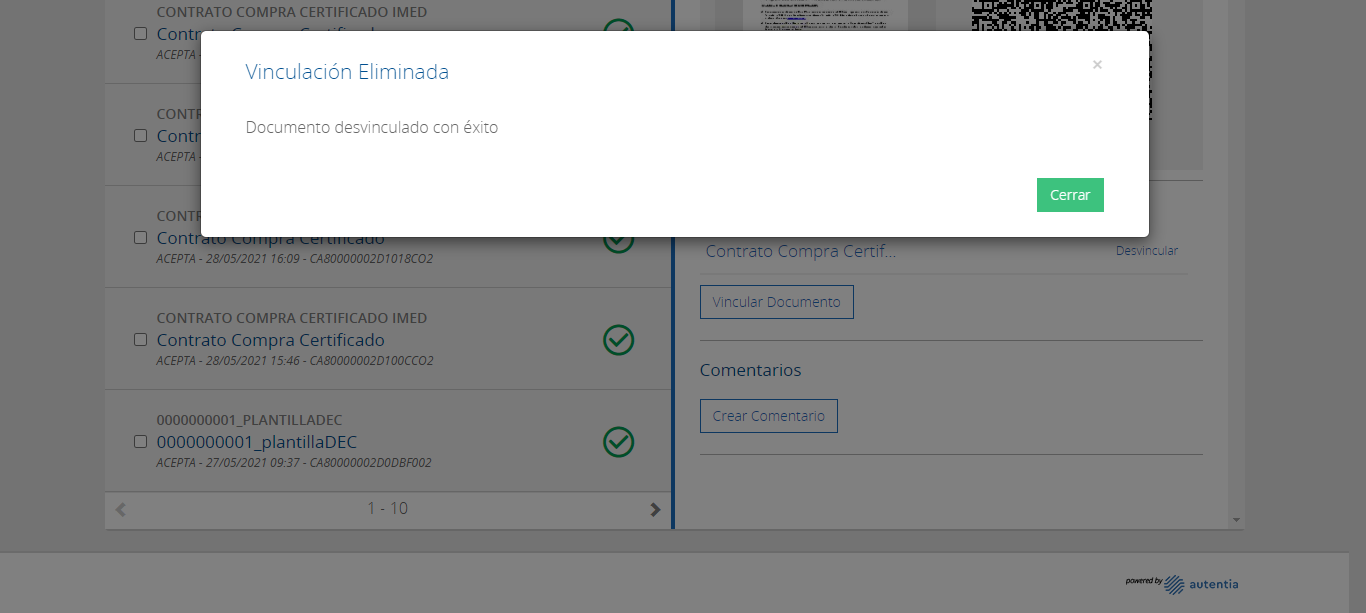 CONTRATO COMPRA CERTIFICADO IMED
ACEPTA -
Vinculación Eliminada
×
Documento desvinculado con éxito
Cerrar
Contrato Compra Certificado
ACEPTA - 28/05/2021 16:09 - CA80000002D1018CO2
CONTRATO COMPRA CERTIFICADO IMED
Contrato Compra Certificado
ACEPTA - 28/05/2021 15:46 - CA80000002D100CCO2
0000000001_PLANTILLADEC
0000000001_plantillaDEC
ACEPTA - 27/05/2021 09:37 - CA80000002D0DBF002
1 - 10
Contrato Compra Certif... Desvincular
Vincular Documento
Comentarios
Crear Comentario
powered by autentia